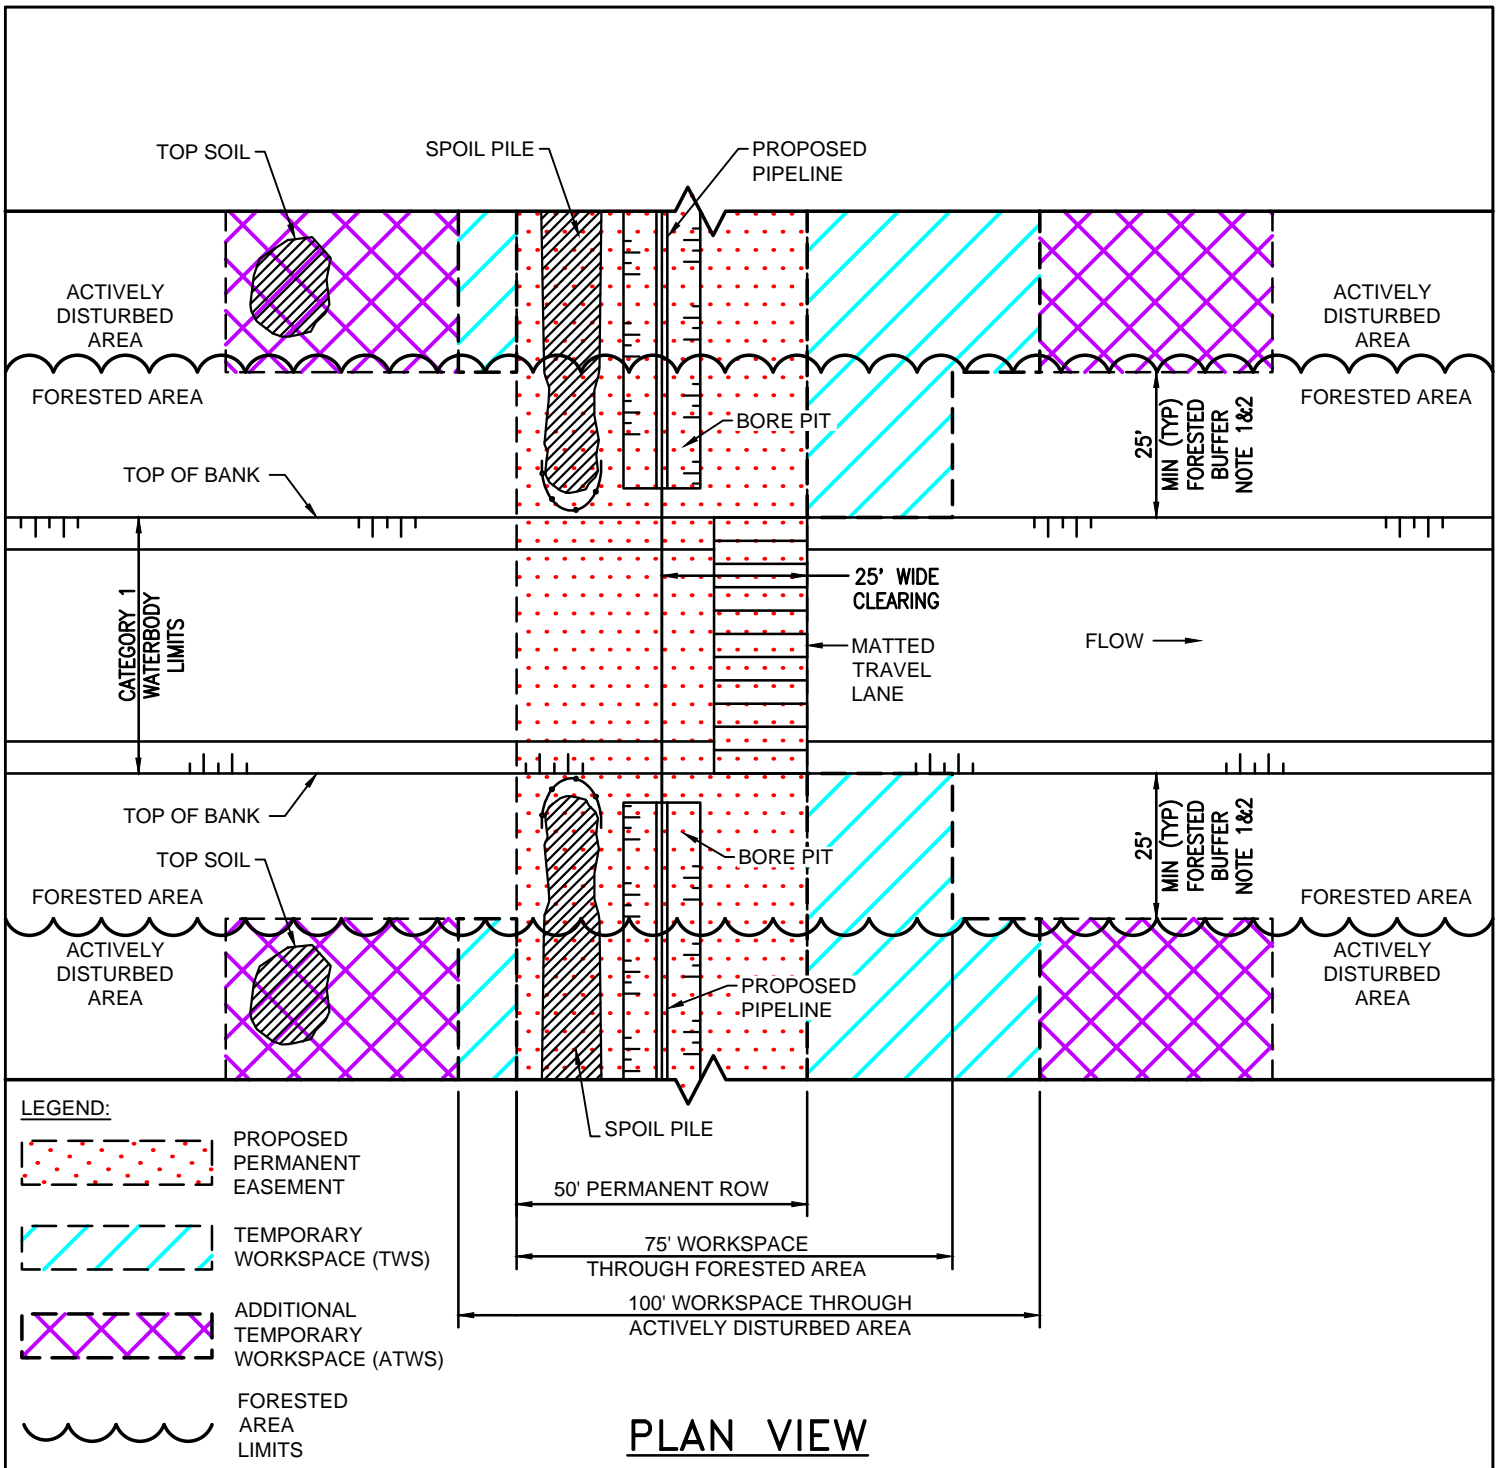 TOP SOIL
SPOIL PILE
PROPOSED
PIPELINE
ACTIVELY
DISTURBED
AREA
ACTIVELY
DISTURBED
AREA
FORESTED AREA
FORESTED AREA
BORE PIT
25'
MIN (TYP)
FORESTED
BUFFER
NOTE 1&2
TOP OF BANK
CATEGORY 1
WATERBODY
LIMITS
25' WIDE
CLEARING
MATTED
TRAVEL
LANE
FLOW
TOP OF BANK
TOP SOIL
BORE PIT
25'
MIN (TYP)
FORESTED
BUFFER
NOTE 1&2
FORESTED AREA
FORESTED AREA
ACTIVELY
DISTURBED
AREA
ACTIVELY
DISTURBED
AREA
PROPOSED
PIPELINE
SPOIL PILE
50' PERMANENT ROW
75' WORKSPACE
THROUGH FORESTED AREA
100' WORKSPACE THROUGH
ACTIVELY DISTURBED AREA
LEGEND:
PROPOSED
PERMANENT
EASEMENT
TEMPORARY
WORKSPACE (TWS)
ADDITIONAL
TEMPORARY
WORKSPACE (ATWS)
FORESTED
AREA
LIMITS
PLAN VIEW